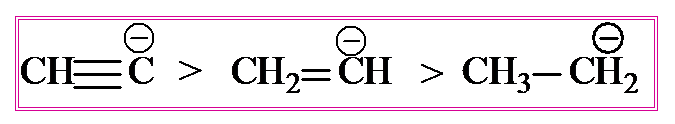 CH≡C⊖ > CH₂=CH⊖ > CH₃−CH₂⊖